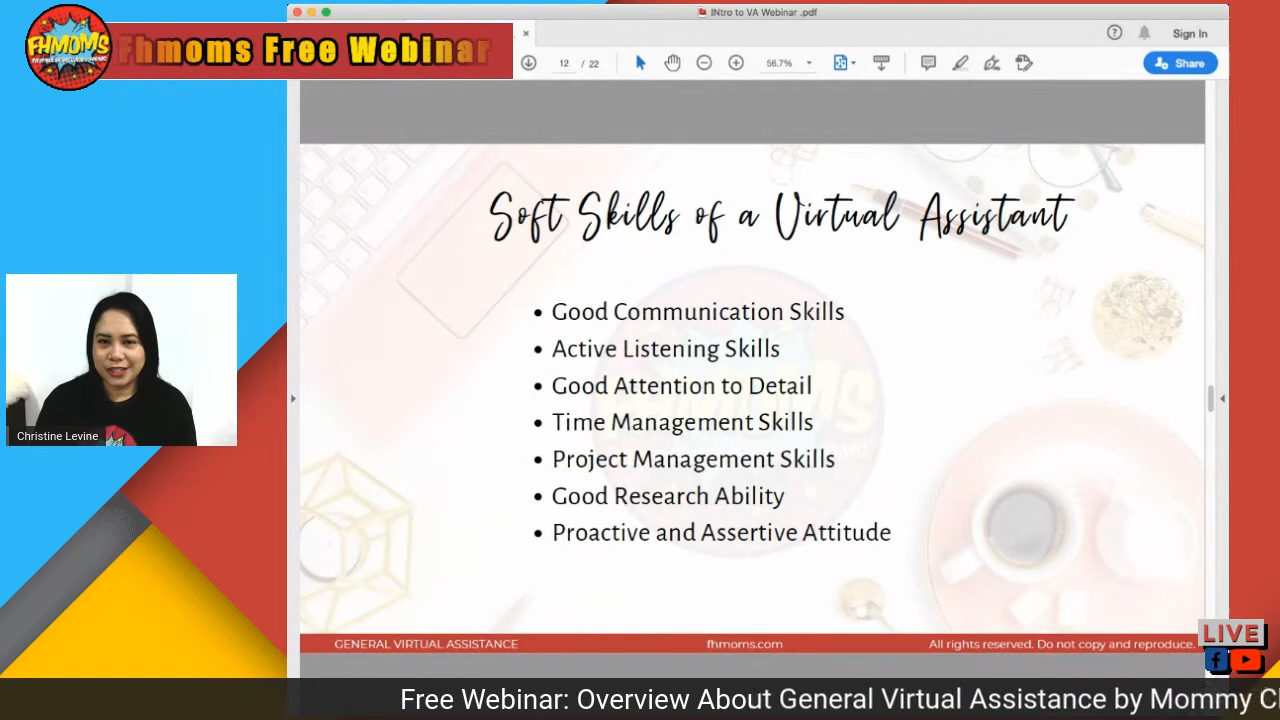 INtro to VA Webinar .pdf
FHMOMS
Fhmoms Free Webinar
Sign In
12 / 22
56.7%
Share
Soft Skills of a Virtual Assistant
• Good Communication Skills
• Active Listening Skills
• Good Attention to Detail
• Time Management Skills
• Project Management Skills
• Good Research Ability
• Proactive and Assertive Attitude
Christine Levine
GENERAL VIRTUAL ASSISTANCE
fhmoms.com
All rights reserved. Do not copy and reproduce.
LIVE
Free Webinar: Overview About General Virtual Assistance by Mommy C